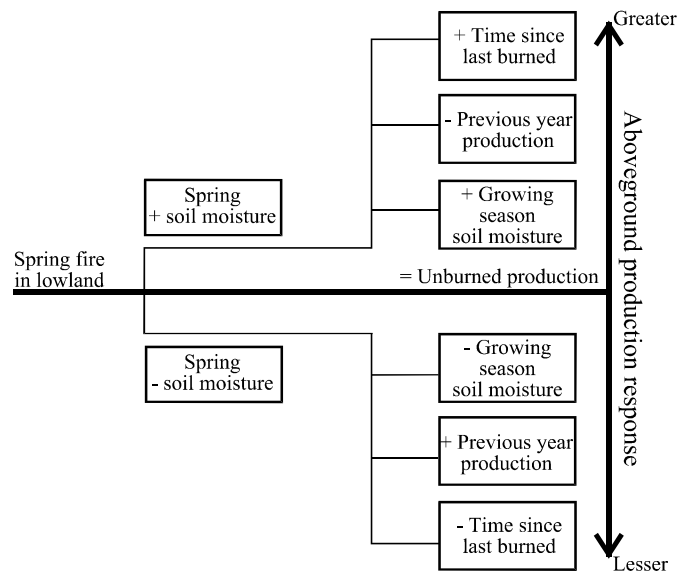 Greater
+ Time since
last burned
- Previous year
production
+ Growing
season
soil moisture
Spring
+ soil moisture
Spring fire
in lowland
= Unburned production
Aboveground production response
Spring
- soil moisture
- Growing
season
soil moisture
+ Previous year
production
- Time since
last burned
Lesser